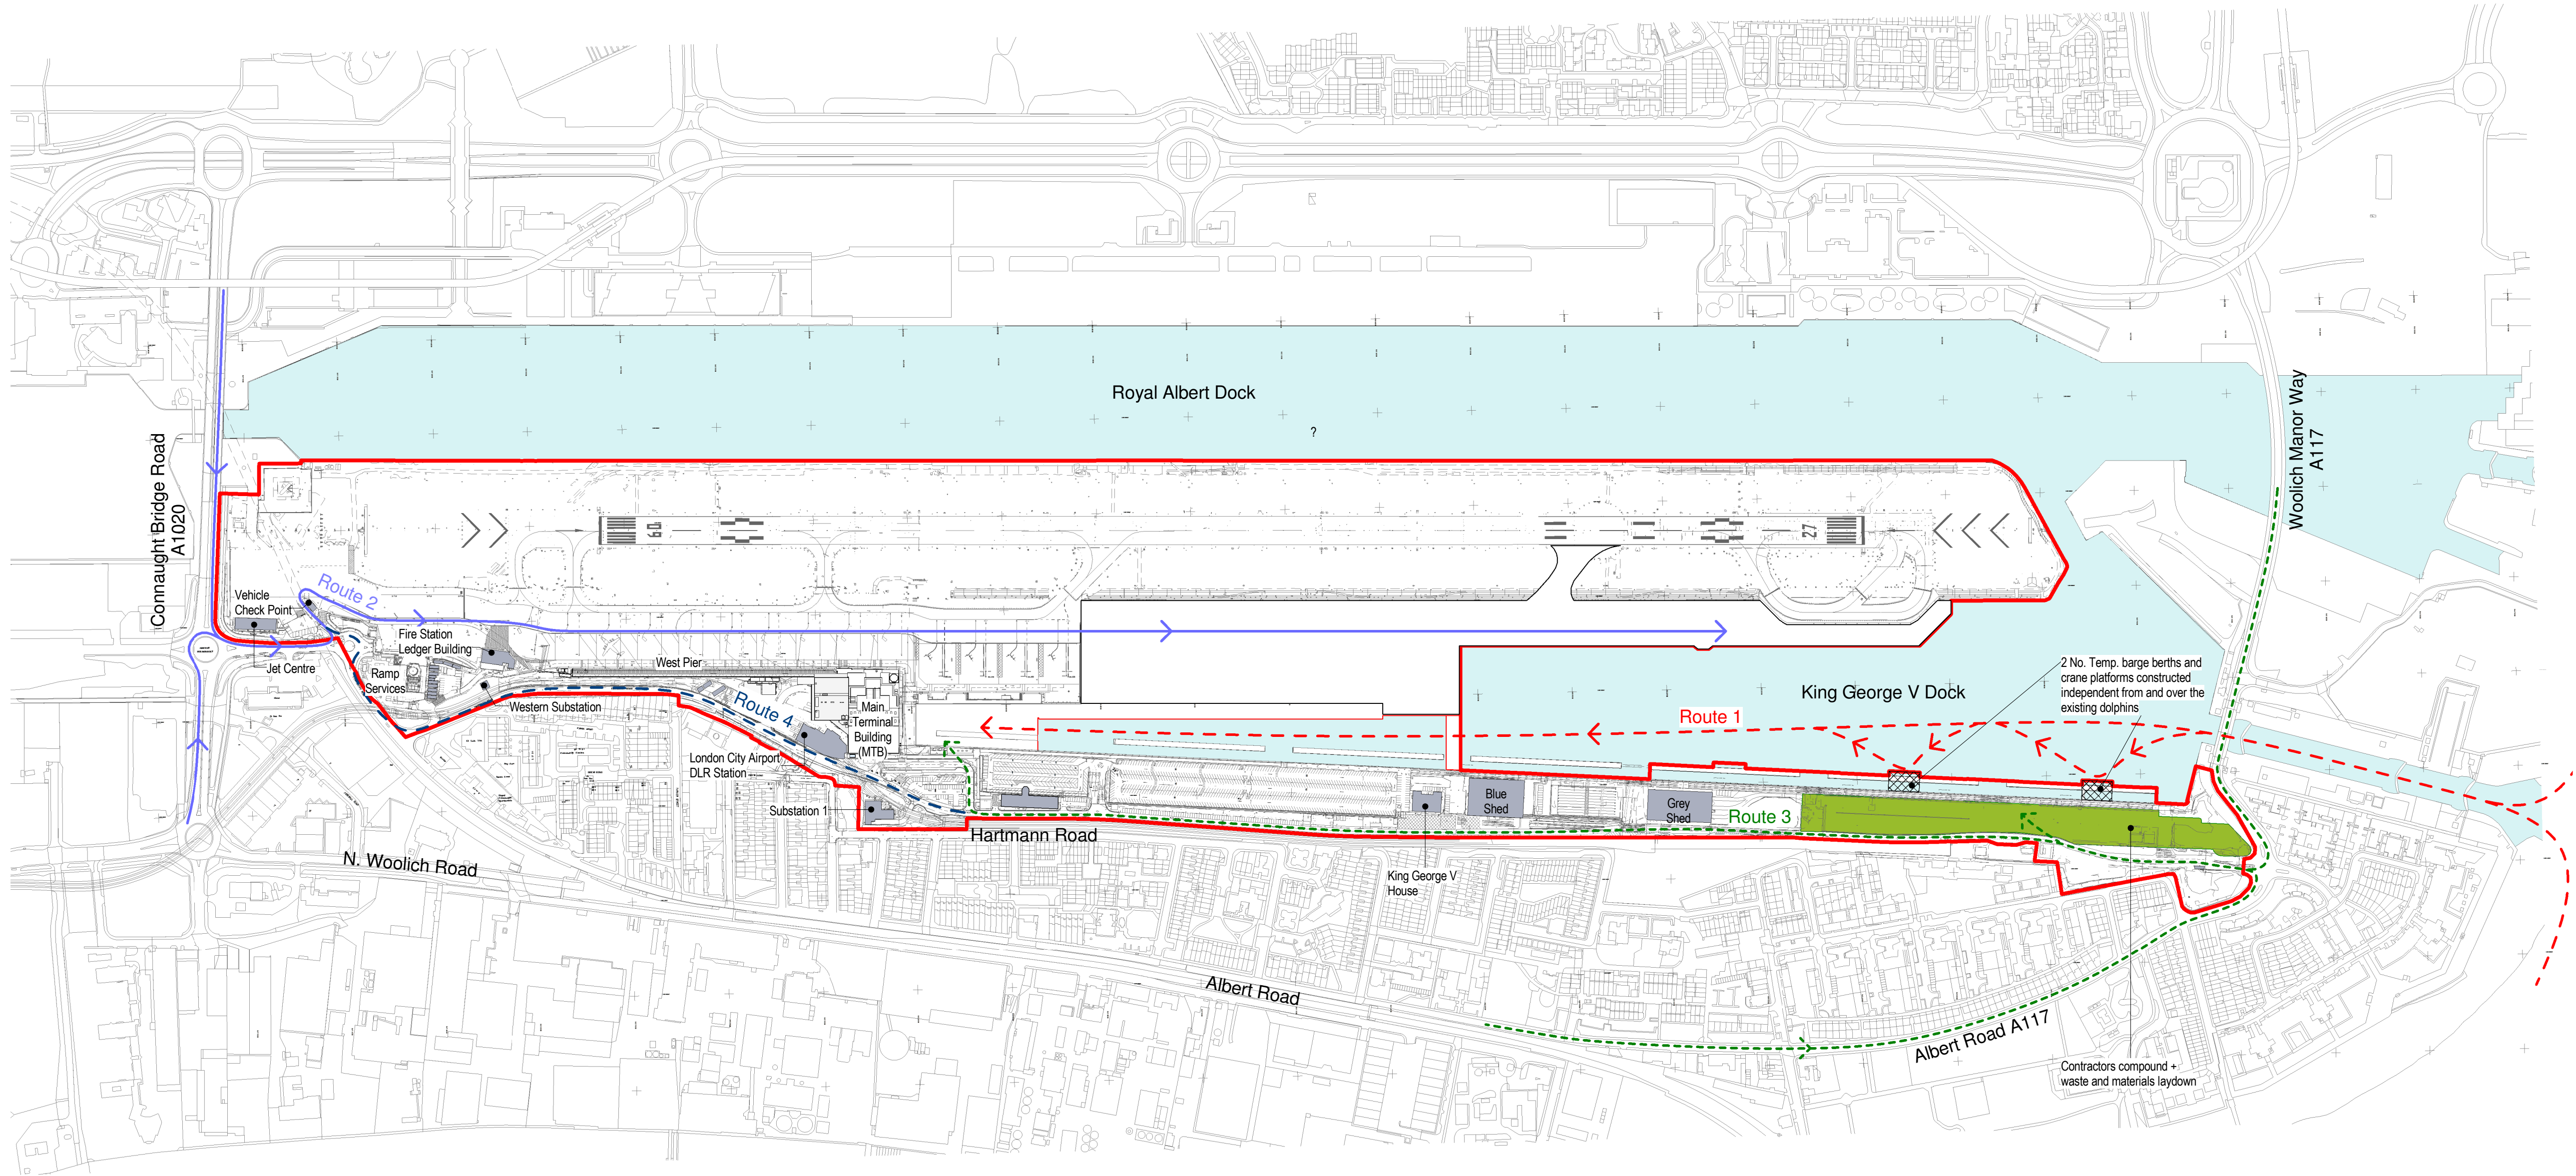 Royal Albert Dock
?
Connaught Bridge Road
A1020
Woolich Manor Way
A117
09
27
Route 2
Vehicle
Check Point
Jet Centre
Fire Station
Ledger Building
Ramp
Services
West Pier
Western Substation
Route 4
Main
Terminal
Building
(MTB)
London City Airport
DLR Station
Substation 1
King George V Dock
Route 1
2 No. Temp. barge berths and
crane platforms constructed
independent from and over the
existing dolphins
Blue
Shed
Grey
Shed
Route 3
Hartmann Road
King George V
House
N. Woolich Road
Albert Road
Albert Road A117
Contractors compound +
waste and materials laydown